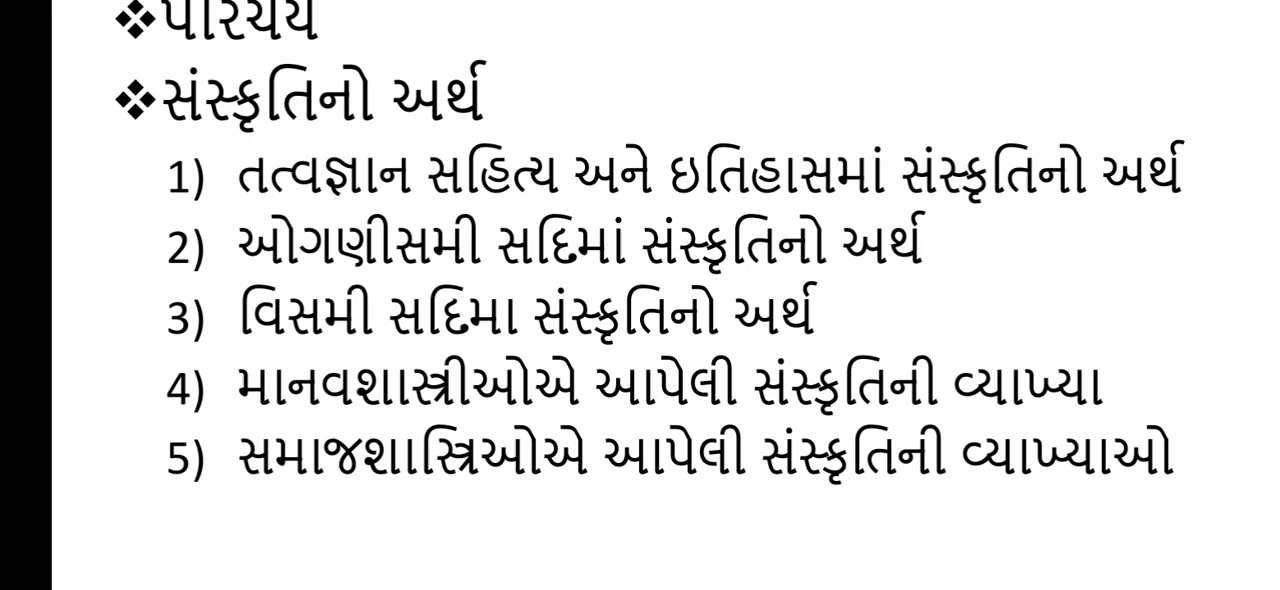 ❖પરિચય
❖સંસ્કૃતિનો અર્થ
1) તત્વજ્ઞાન સહિત્ય અને ઇતિહાસમાં સંસ્કૃતિનો અર્થ
2) ઓગણીસમી સદિમાં સંસ્કૃતિનો અર્થ
3) વિસમી સદિમા સંસ્કૃતિનો અર્થ
4) માનવશાસ્ત્રીઓએ આપેલી સંસ્કૃતિની વ્યાખ્યા
5) સમાજશાસ્ત્રિઓએ આપેલી સંસ્કૃતિની વ્યાખ્યાઓ